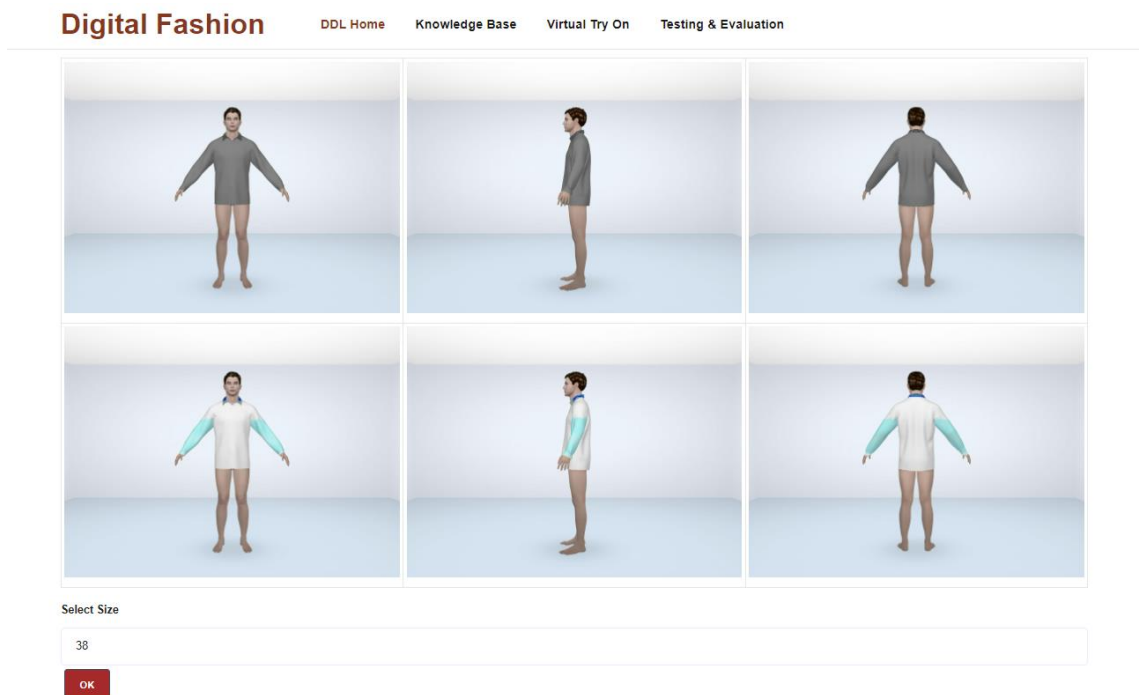 Digital Fashion DDL Home Knowledge Base Virtual Try On Testing & Evaluation
Select Size
38
OK